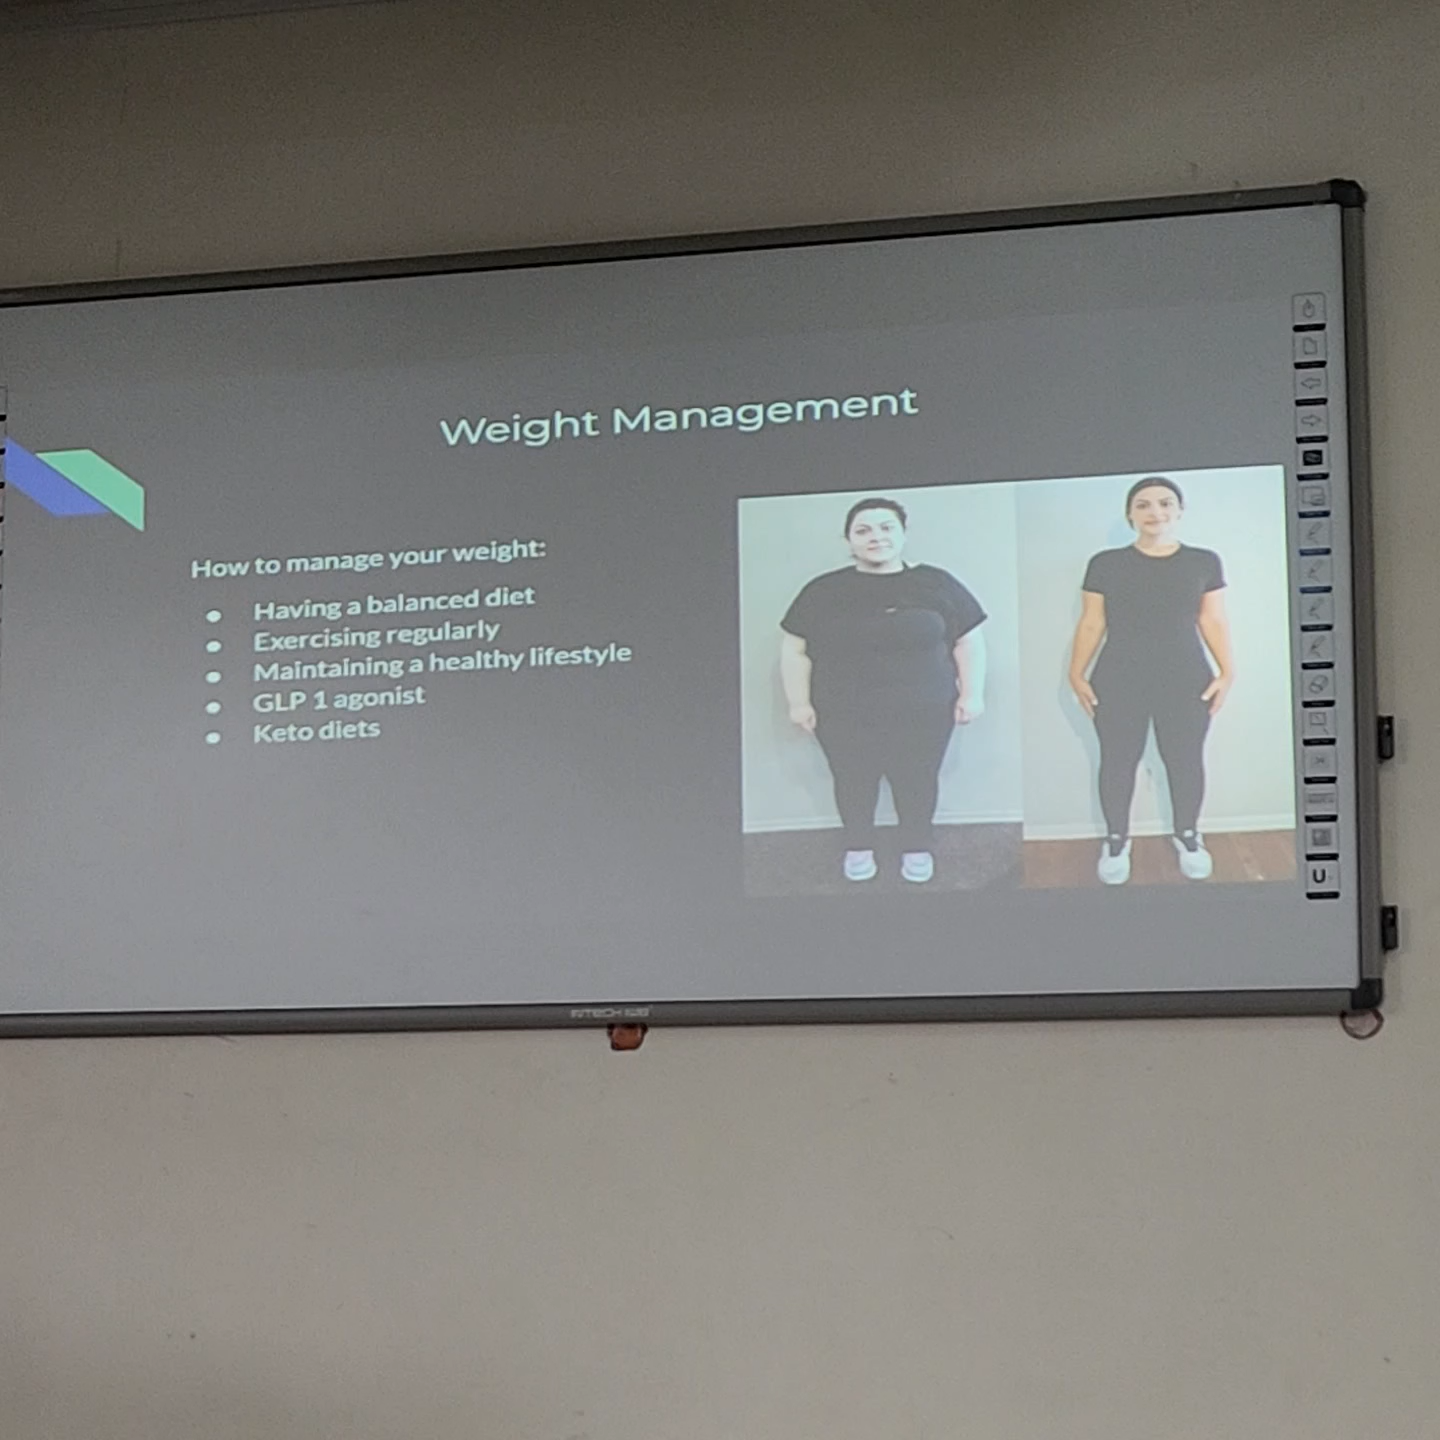 Weight Management
How to manage your weight:
● Having a balanced diet
● Exercising regularly
● Maintaining a healthy lifestyle
● GLP 1 agonist
● Keto diets
U